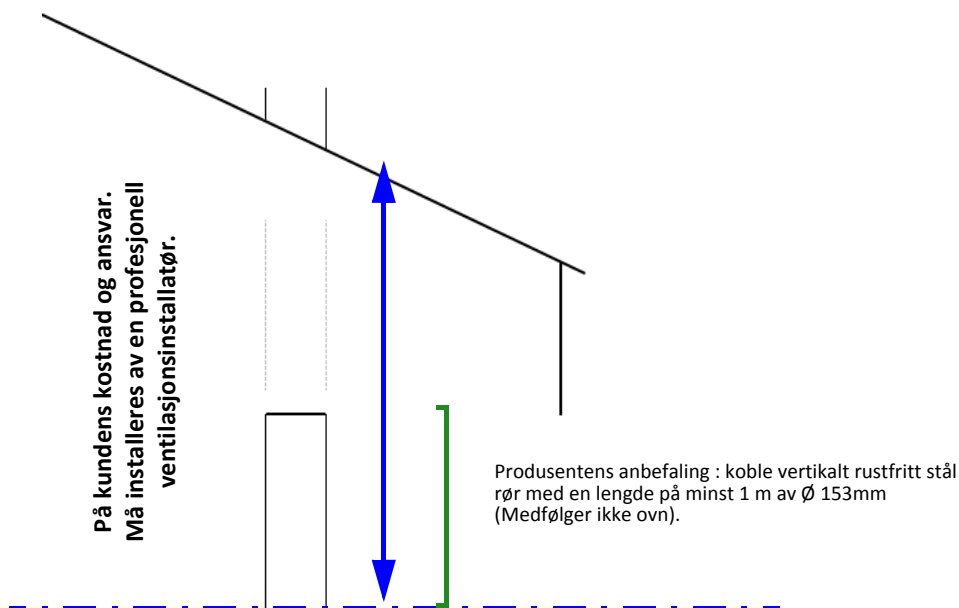 På kundens kostnad og ansvar.
Må installeres av en profesjonell
ventilasjonsinstallatør.
Produsentens anbefaling : koble vertikalt rustfritt stål
rør med en lengde på minst 1 m av Ø 153mm
(Medfølger ikke ovn).